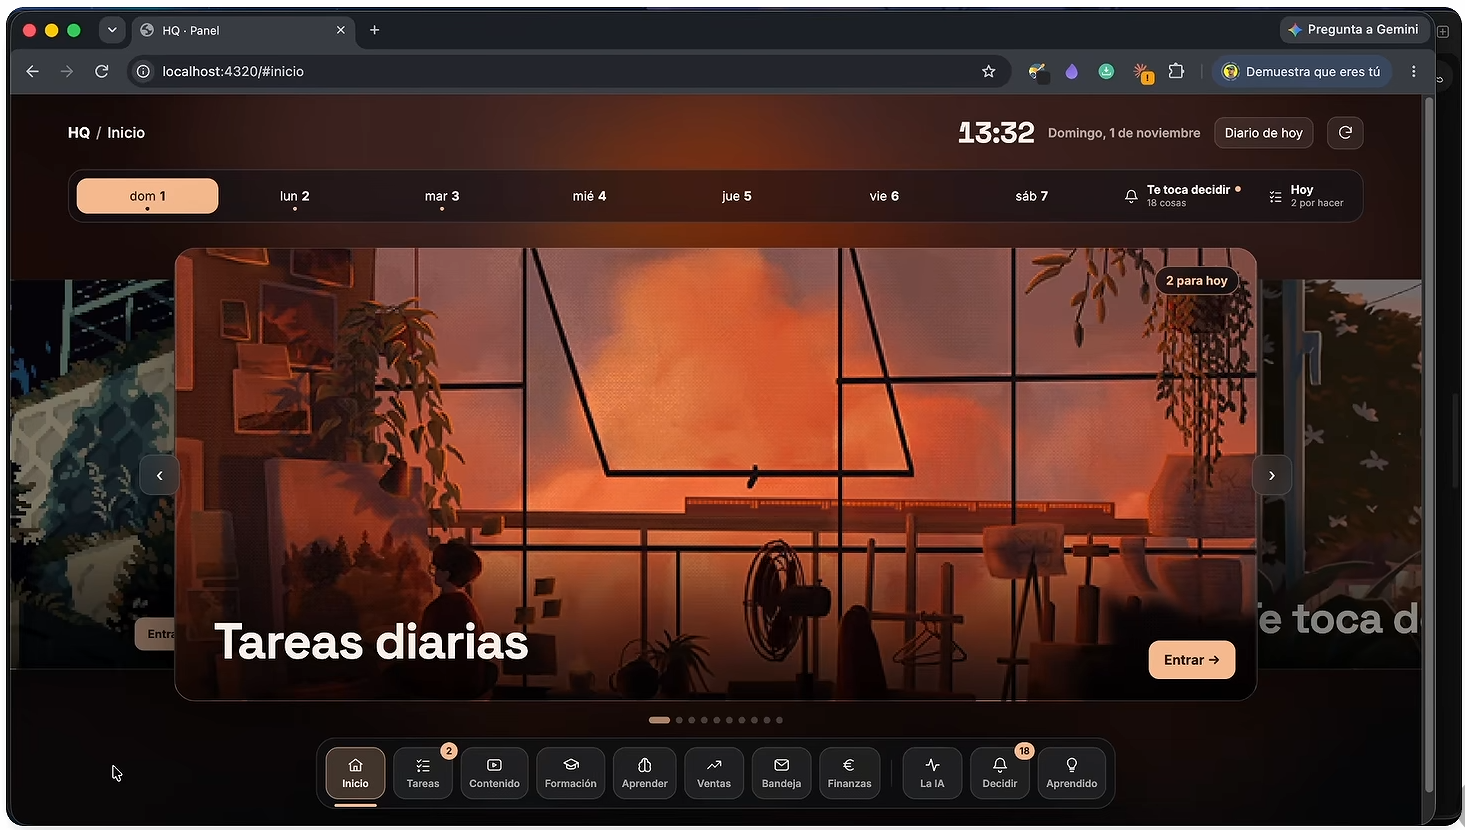 HQ · Panel
Pregunta a Gemini
localhost:4320/#inicio
Demuestra que eres tú
HQ / Inicio
13:32
Domingo, 1 de noviembre
Diario de hoy
dom 1
lun 2
mar 3
mié 4
jue 5
vie 6
sáb 7
Te toca decidir
18 cosas
Hoy
2 por hacer
2 para hoy
Tareas diarias
Entrar →
Entra
Te toca d
Inicio
2
Tareas
Contenido
Formación
Aprender
Ventas
Bandeja
Finanzas
La IA
18
Decidir
Aprendido